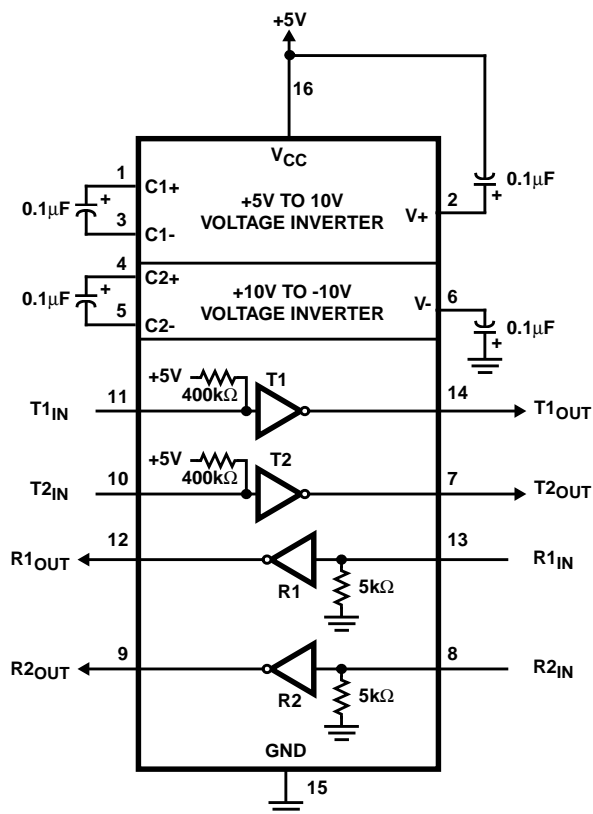 +5V
16
VCC
1
C1+
0.1μF
+
3
C1-
+5V TO 10V
VOLTAGE INVERTER
V+
2
0.1μF
+
4
C2+
0.1μF
+
5
C2-
+10V TO -10V
VOLTAGE INVERTER
V-
6
0.1μF
+
T1IN
11
+5V
400kΩ
T1
14
T1OUT
T2IN
10
+5V
400kΩ
T2
7
T2OUT
R1OUT
12
R1
5kΩ
13
R1IN
R2OUT
9
R2
5kΩ
8
R2IN
GND
15